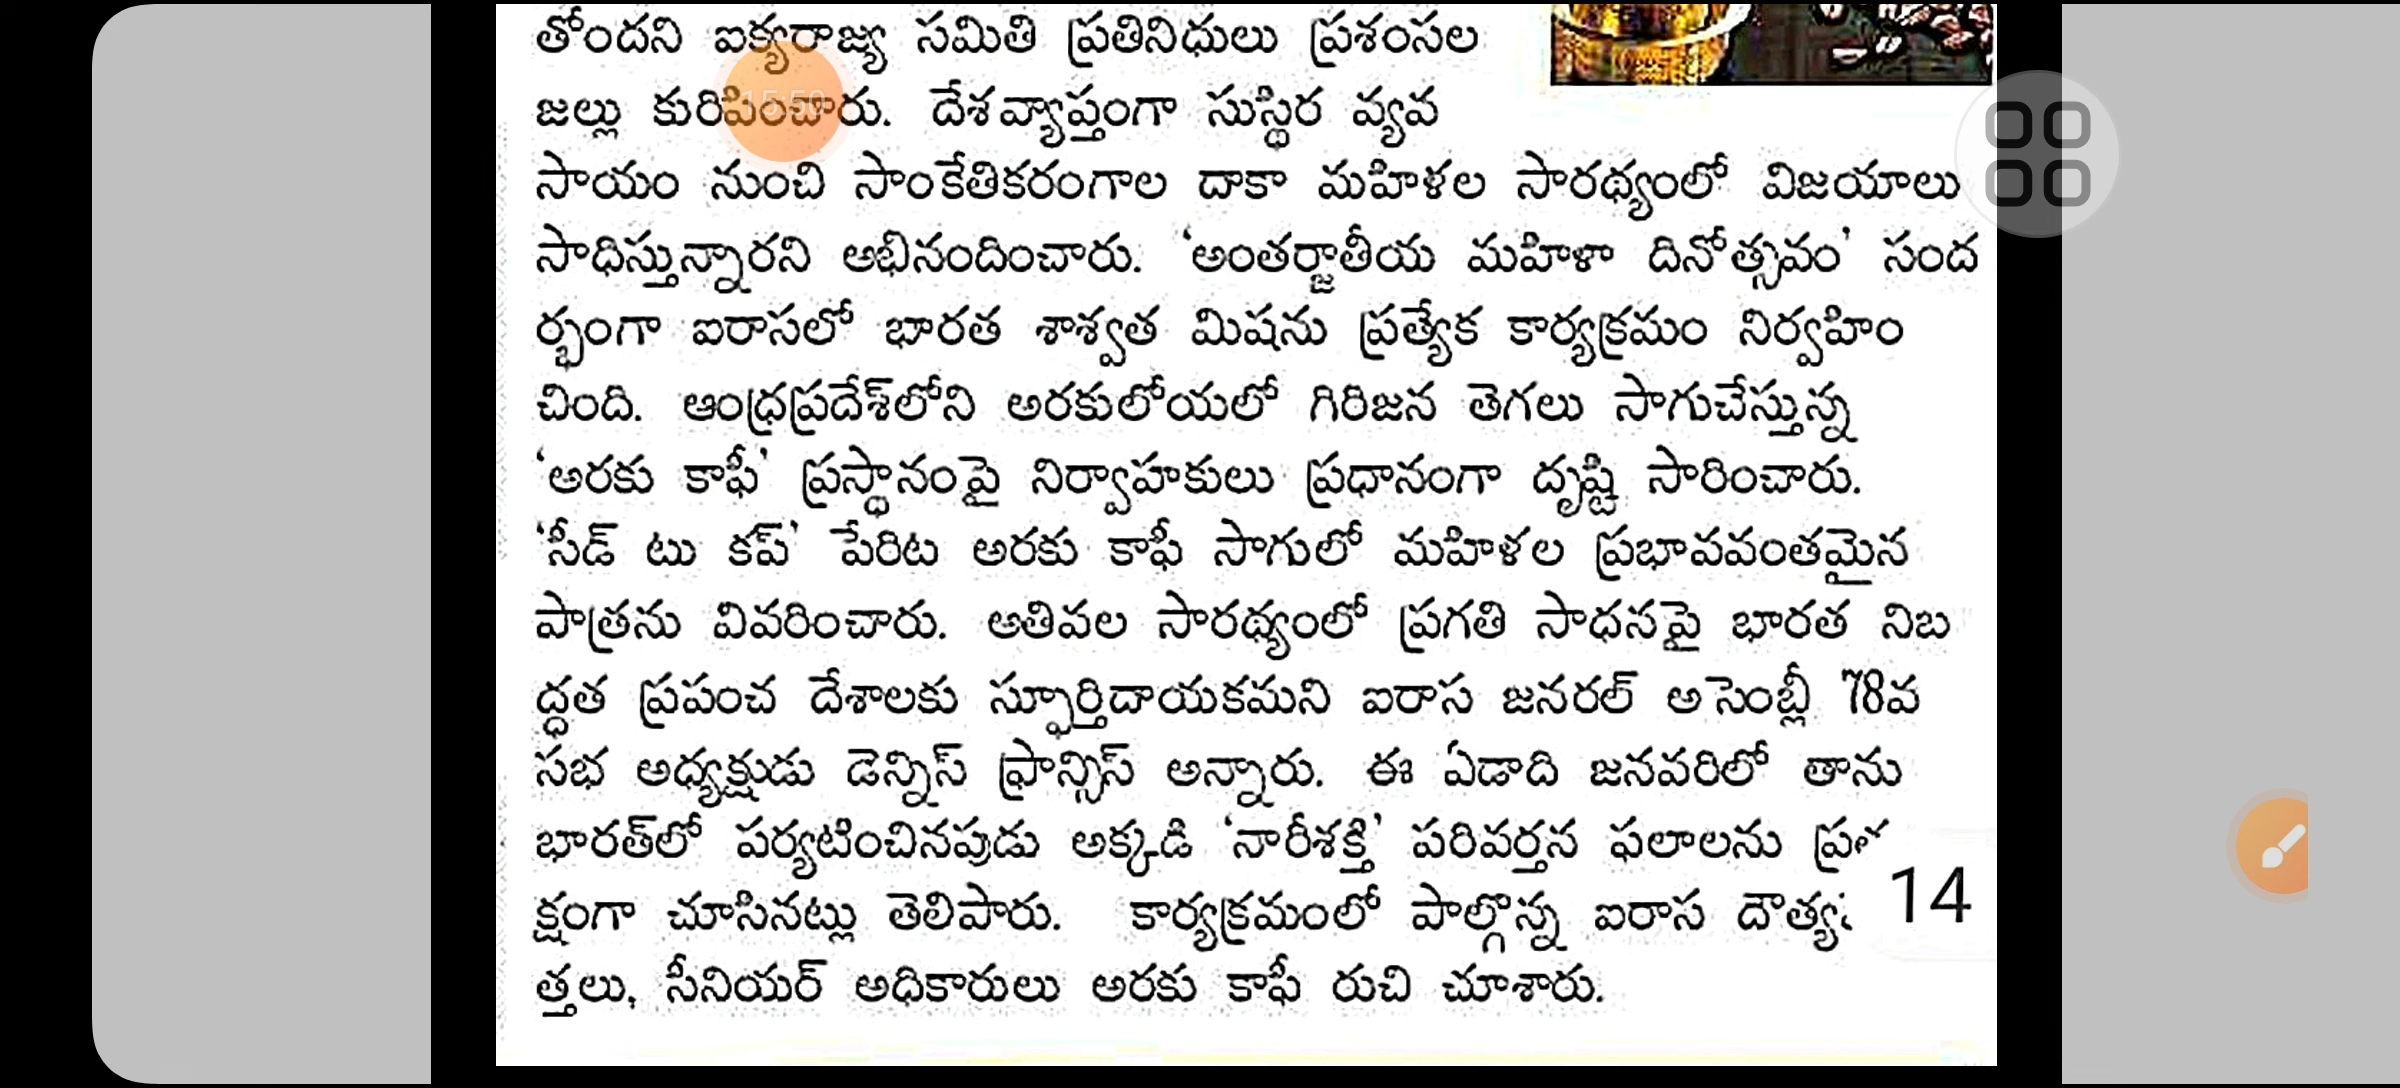 తోందని ఐక్యరాజ్య సమితి ప్రతినిధులు ప్రశంసల
జల్లు కురిపించారు. దేశవ్యాప్తంగా సుస్థిర వ్యవ
15:50
సాయం నుంచి సాంకేతికరంగాల దాకా మహిళల సారథ్యంలో విజయాలు
సాధిస్తున్నారని అభినందించారు. ‘అంతర్జాతీయ మహిళా దినోత్సవం’ సంద
ర్భంగా ఐరాసలో భారత శాశ్వత మిషను ప్రత్యేక కార్యక్రమం నిర్వహిం
చింది. ఆంధ్రప్రదేశ్‌లోని అరకులోయలో గిరిజన తెగలు సాగుచేస్తున్న
‘అరకు కాఫీ’ ప్రస్థానంపై నిర్వాహకులు ప్రధానంగా దృష్టి సారించారు.
‘సీడ్ టు కప్’ పేరిట అరకు కాఫీ సాగులో మహిళల ప్రభావవంతమైన
పాత్రను వివరించారు. అతివల సారథ్యంలో ప్రగతి సాధనపై భారత నిబ
ద్ధత ప్రపంచ దేశాలకు స్ఫూర్తిదాయకమని ఐరాస జనరల్ అసెంబ్లీ 78వ
సభ అధ్యక్షుడు డెన్నిస్ ఫ్రాన్సిస్ అన్నారు. ఈ ఏడాది జనవరిలో తాను
భారత్‌లో పర్యటించినపుడు అక్కడి ‘నారీశక్తి’ పరివర్తన ఫలాలను
క్షంగా చూసినట్లు తెలిపారు. కార్యక్రమంలో పాల్గొన్న ఐరాస 14
త్తలు, సీనియర్ అధికారులు అరకు కాఫీ రుచి చూశారు.